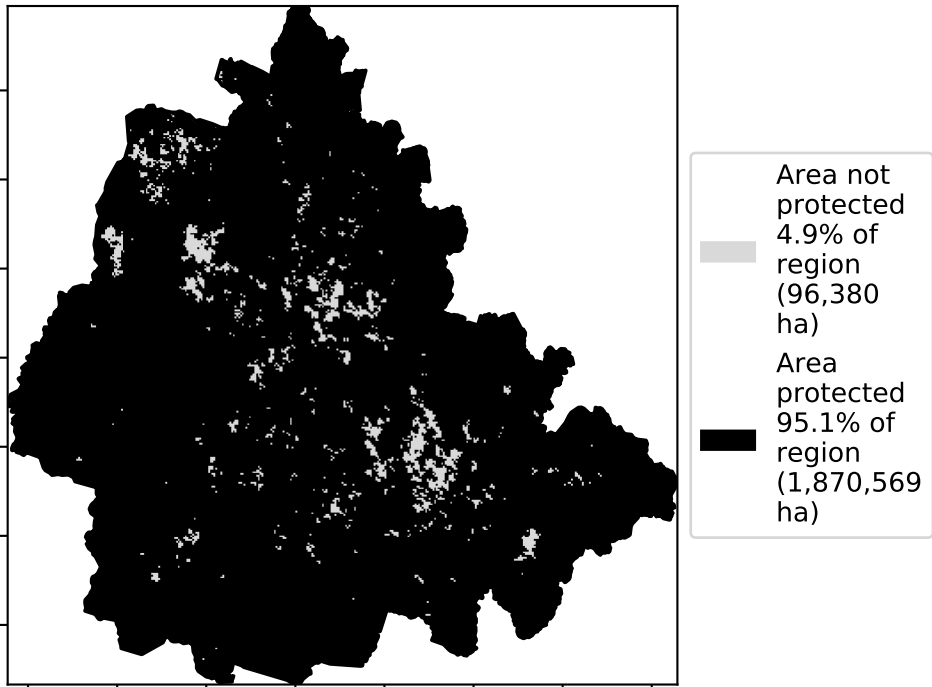 Area not
protected
4.9% of
region
(96,380
ha)
Area
protected
95.1% of
region
(1,870,569
ha)